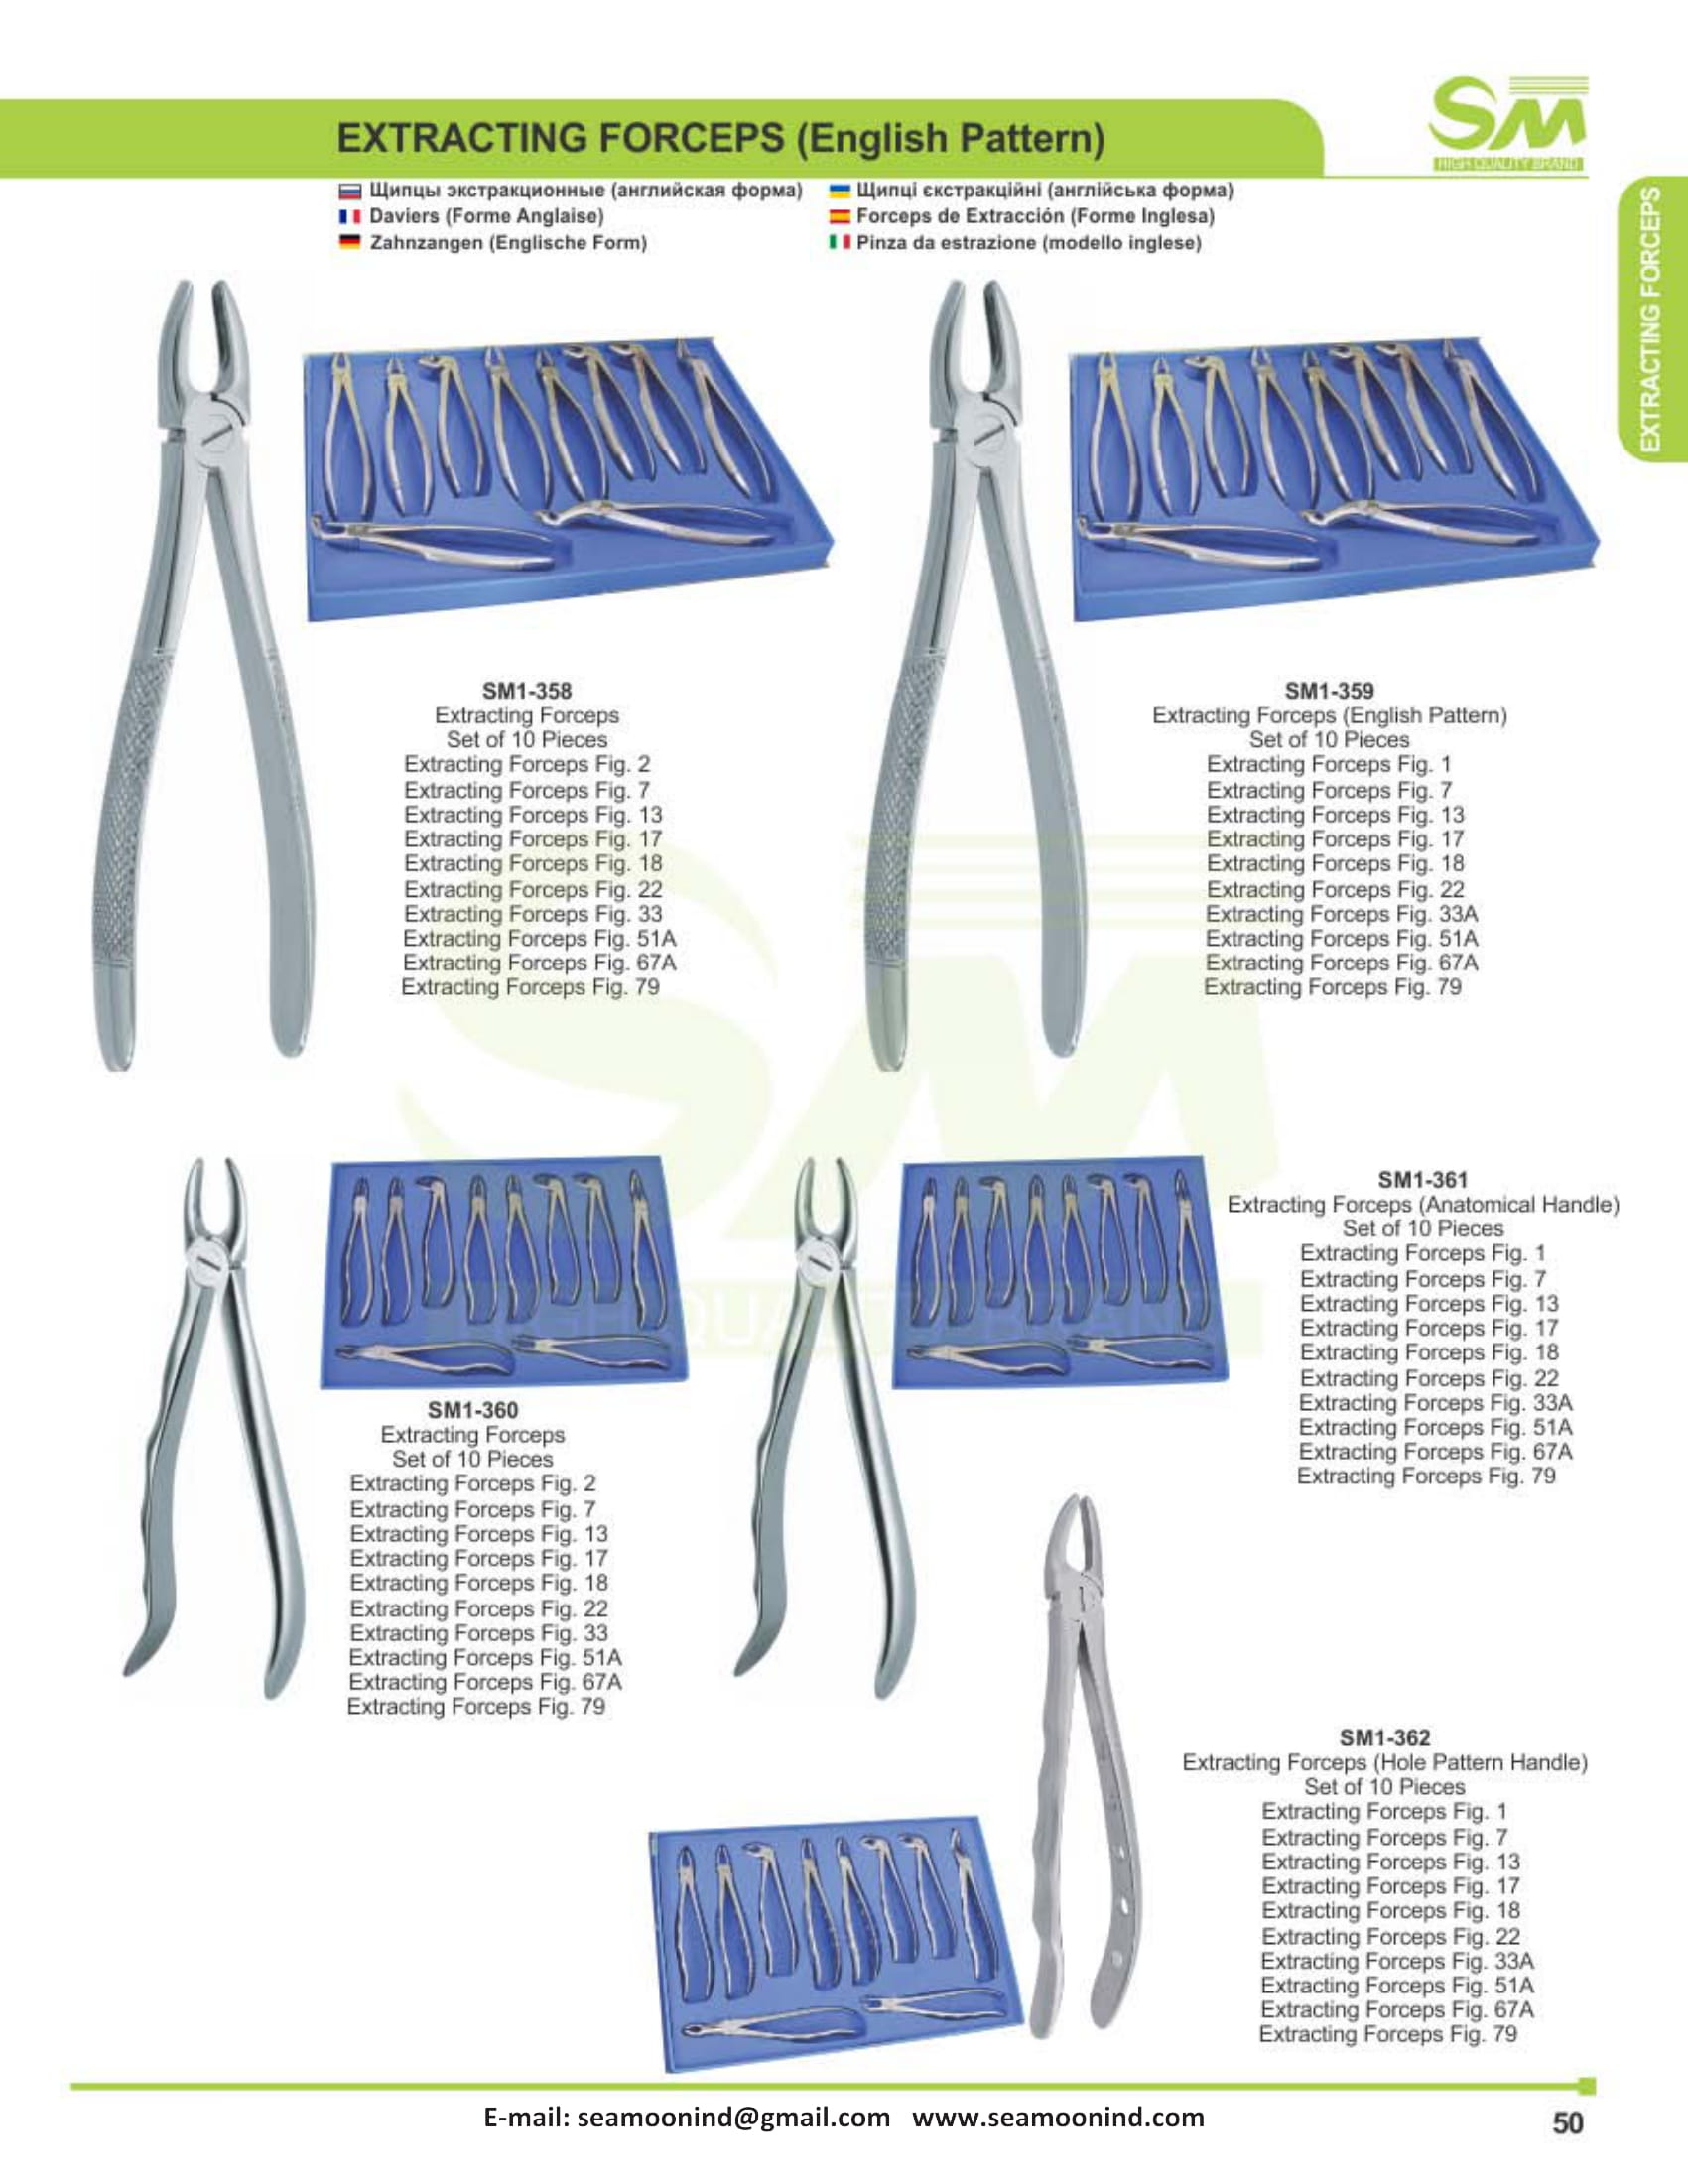 SM
HIGH QUALITY BRAND
EXTRACTING FORCEPS (English Pattern)
Щипцы экстракционные (английская форма)
Щипці єкстракційні (англійська форма)
Daviers (Forme Anglaise)
Forceps de Extracción (Forme Inglesa)
Zahnzangen (Englische Form)
Pinza da estrazione (modello inglese)
EXTRACTING FORCEPS
SM1-358
Extracting Forceps
Set of 10 Pieces
Extracting Forceps Fig. 2
Extracting Forceps Fig. 7
Extracting Forceps Fig. 13
Extracting Forceps Fig. 17
Extracting Forceps Fig. 18
Extracting Forceps Fig. 22
Extracting Forceps Fig. 33
Extracting Forceps Fig. 51A
Extracting Forceps Fig. 67A
Extracting Forceps Fig. 79
SM1-359
Extracting Forceps (English Pattern)
Set of 10 Pieces
Extracting Forceps Fig. 1
Extracting Forceps Fig. 7
Extracting Forceps Fig. 13
Extracting Forceps Fig. 17
Extracting Forceps Fig. 18
Extracting Forceps Fig. 22
Extracting Forceps Fig. 33A
Extracting Forceps Fig. 51A
Extracting Forceps Fig. 67A
Extracting Forceps Fig. 79
SM
HIGH QUALITY BRAND
SM1-360
Extracting Forceps
Set of 10 Pieces
Extracting Forceps Fig. 2
Extracting Forceps Fig. 7
Extracting Forceps Fig. 13
Extracting Forceps Fig. 17
Extracting Forceps Fig. 18
Extracting Forceps Fig. 22
Extracting Forceps Fig. 33
Extracting Forceps Fig. 51A
Extracting Forceps Fig. 67A
Extracting Forceps Fig. 79
SM1-361
Extracting Forceps (Anatomical Handle)
Set of 10 Pieces
Extracting Forceps Fig. 1
Extracting Forceps Fig. 7
Extracting Forceps Fig. 13
Extracting Forceps Fig. 17
Extracting Forceps Fig. 18
Extracting Forceps Fig. 22
Extracting Forceps Fig. 33A
Extracting Forceps Fig. 51A
Extracting Forceps Fig. 67A
Extracting Forceps Fig. 79
SM1-362
Extracting Forceps (Hole Pattern Handle)
Set of 10 Pieces
Extracting Forceps Fig. 1
Extracting Forceps Fig. 7
Extracting Forceps Fig. 13
Extracting Forceps Fig. 17
Extracting Forceps Fig. 18
Extracting Forceps Fig. 22
Extracting Forceps Fig. 33A
Extracting Forceps Fig. 51A
Extracting Forceps Fig. 67A
Extracting Forceps Fig. 79
E-mail: seamoonind@gmail.com www.seamoonind.com
50